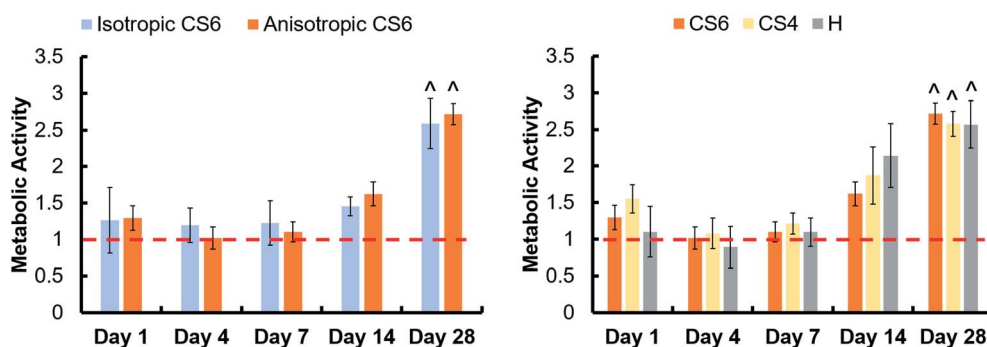 Isotropic CS6 Anisotropic CS6
Metabolic Activity
3.5
3
2.5
2
1.5
1
0.5
0
^ ^
Day 1 Day 4 Day 7 Day 14 Day 28
CS6 CS4 H
Metabolic Activity
3.5
3
2.5
2
1.5
1
0.5
0
^ ^ ^
Day 1 Day 4 Day 7 Day 14 Day 28